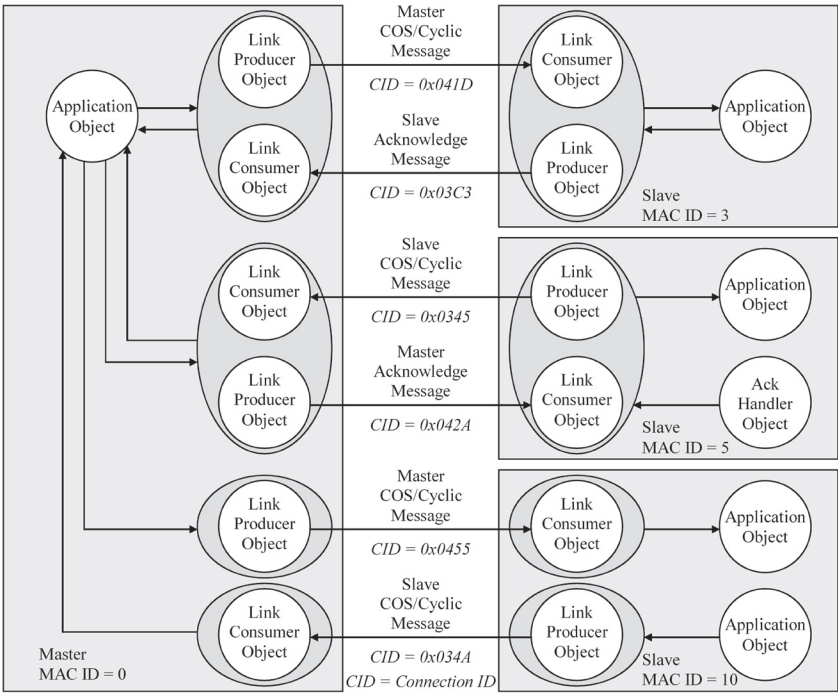 Application
Object
Link
Producer
Object
Link
Consumer
Object
Master
COS/Cyclic
Message
CID = 0x041D
Slave
Acknowledge
Message
CID = 0x03C3
Link
Consumer
Object
Link
Producer
Object
Application
Object
Slave
MAC ID = 3
Link
Consumer
Object
Link
Producer
Object
Slave
COS/Cyclic
Message
CID = 0x0345
Master
Acknowledge
Message
CID = 0x042A
Link
Producer
Object
Link
Consumer
Object
Application
Object
Ack
Handler
Object
Slave
MAC ID = 5
Link
Producer
Object
Master
COS/Cyclic
Message
CID = 0x0455
Link
Consumer
Object
Application
Object
Link
Consumer
Object
Slave
COS/Cyclic
Message
CID = 0x034A
CID = Connection ID
Link
Producer
Object
Application
Object
Slave
MAC ID = 10
Master
MAC ID = 0